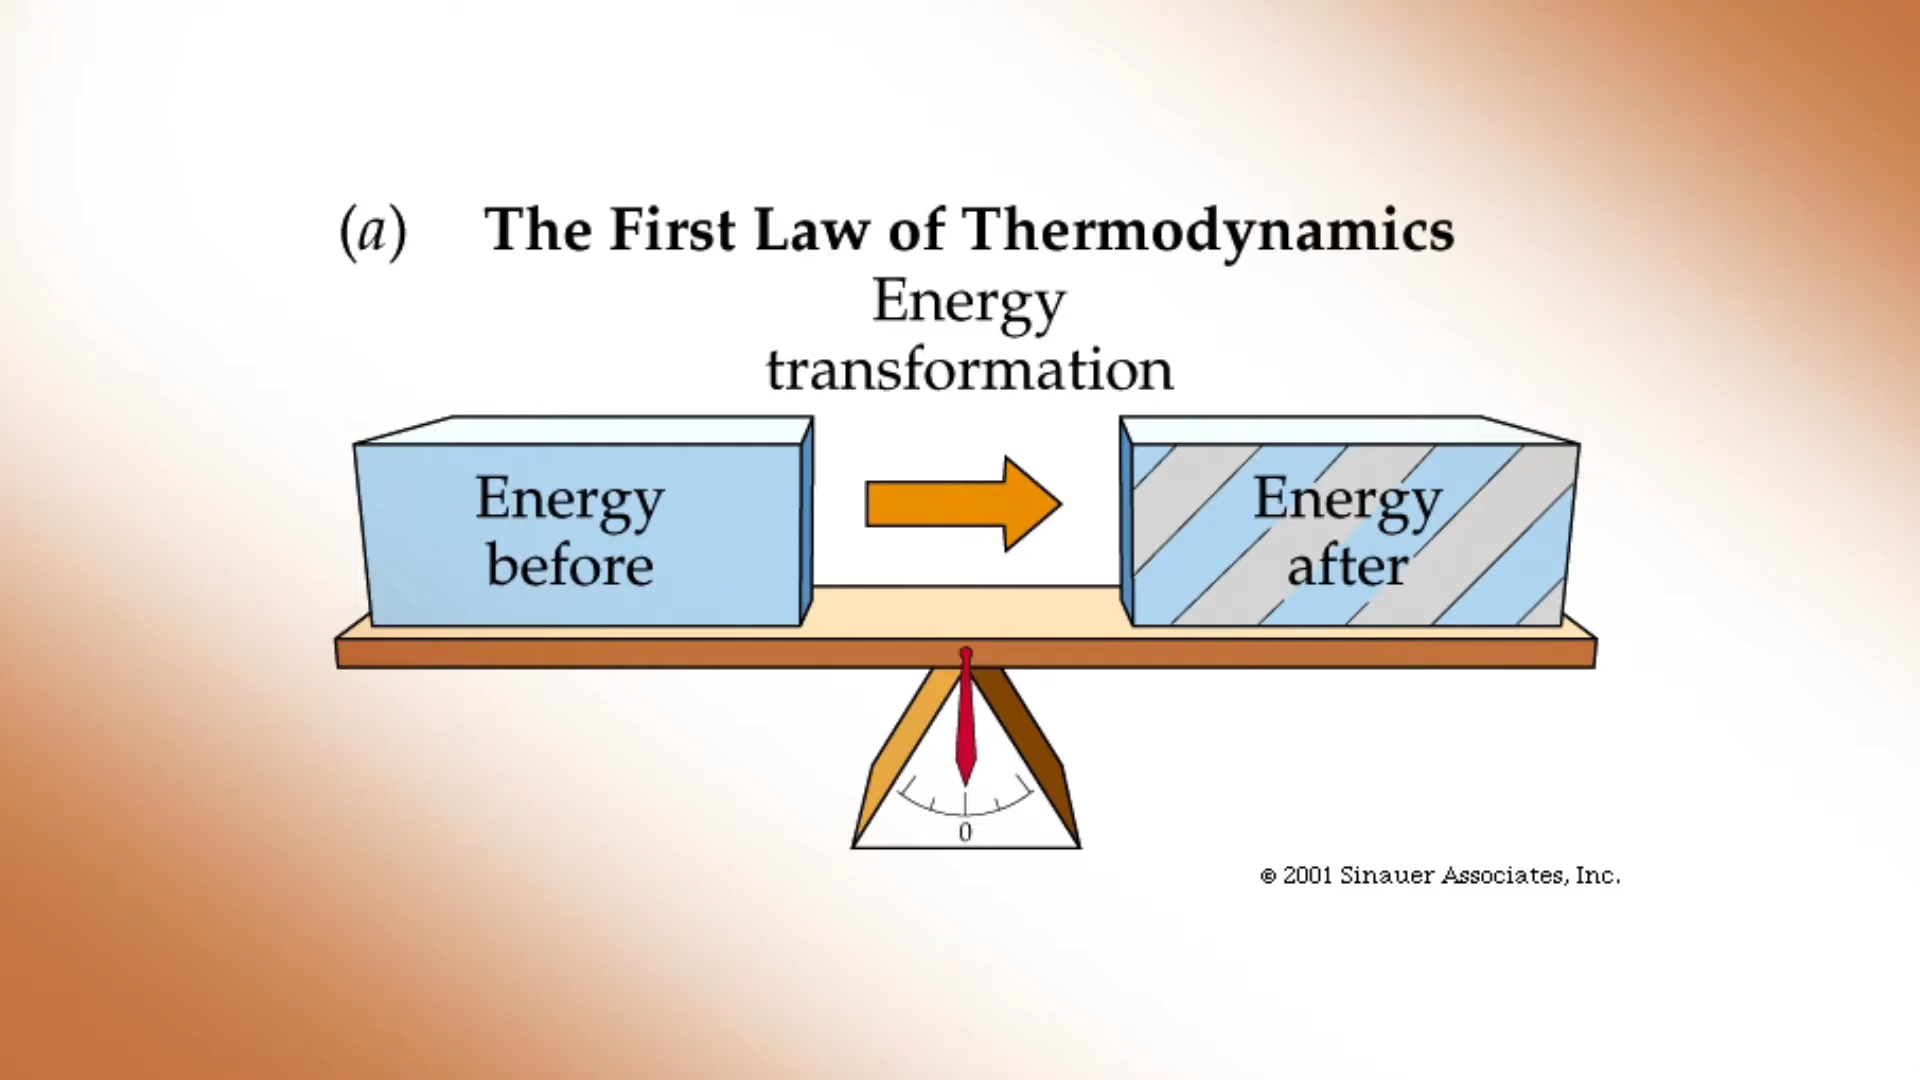 (a) The First Law of Thermodynamics
Energy
transformation
Energy
before
Energy
after
0
© 2001 Sinauer Associates, Inc.